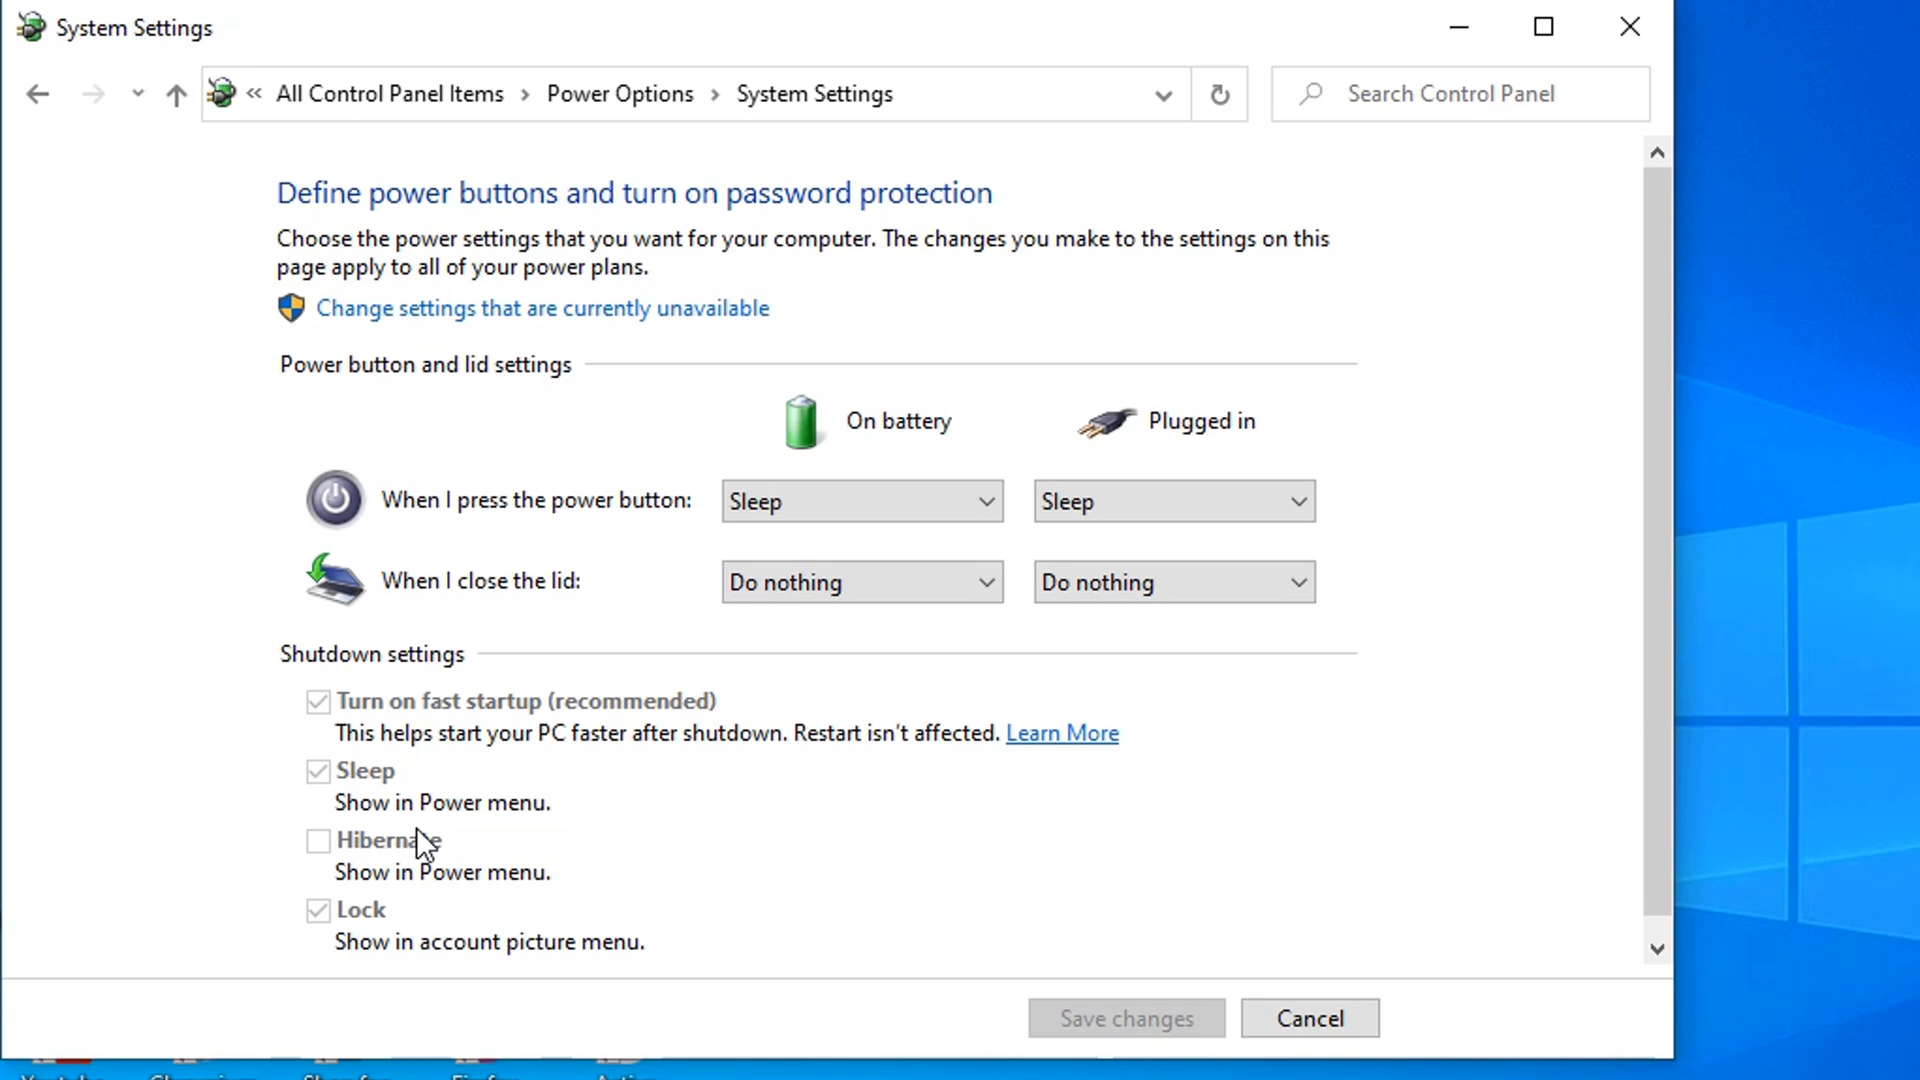 System Settings
« All Control Panel Items › Power Options › System Settings
Search Control Panel
Define power buttons and turn on password protection
Choose the power settings that you want for your computer. The changes you make to the settings on this
page apply to all of your power plans.
Change settings that are currently unavailable
Power button and lid settings
On battery
Plugged in
When I press the power button:
Sleep
Sleep
When I close the lid:
Do nothing
Do nothing
Shutdown settings
Turn on fast startup (recommended)
This helps start your PC faster after shutdown. Restart isn't affected. Learn More
Sleep
Show in Power menu.
Hibernate
Show in Power menu.
Lock
Show in account picture menu.
Save changes
Cancel